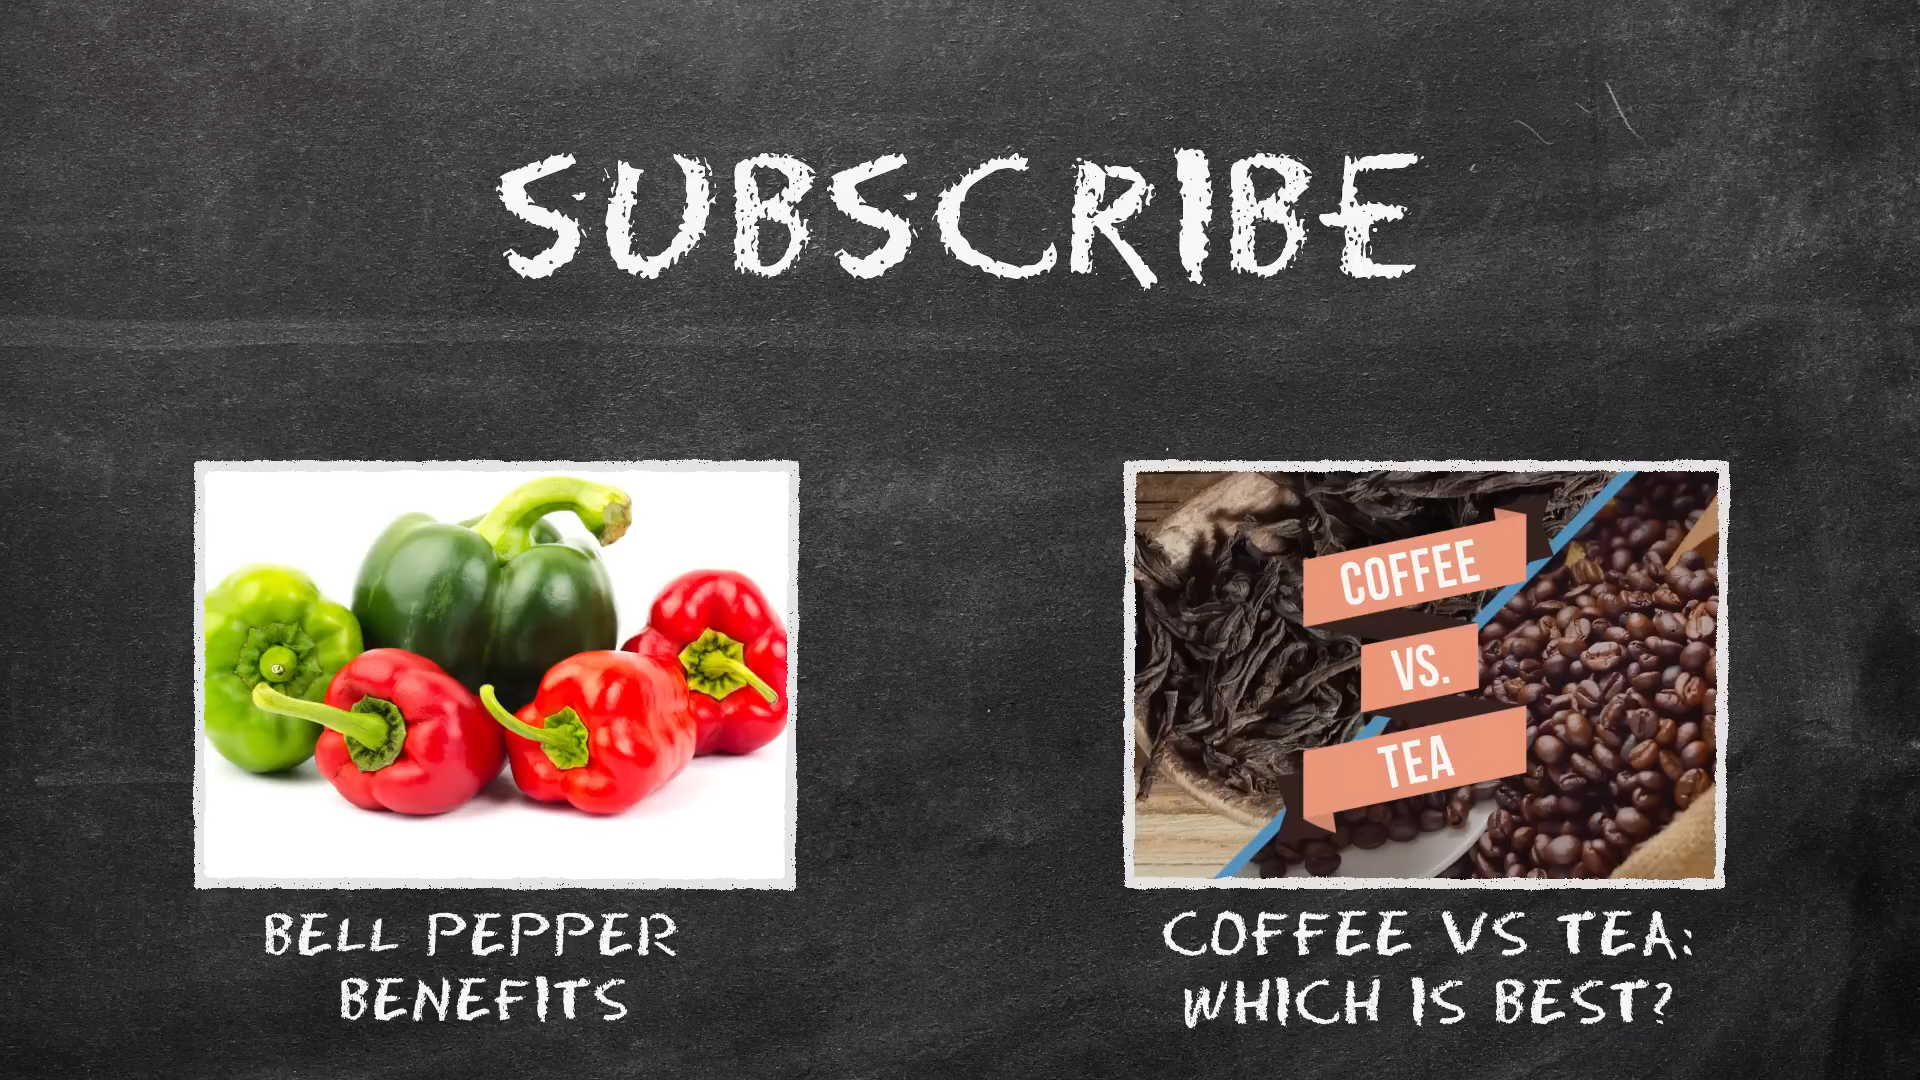 SUBSCRIBE
COFFEE
VS.
TEA
BELL PEPPER
BENEFITS
COFFEE VS TEA:
WHICH IS BEST?